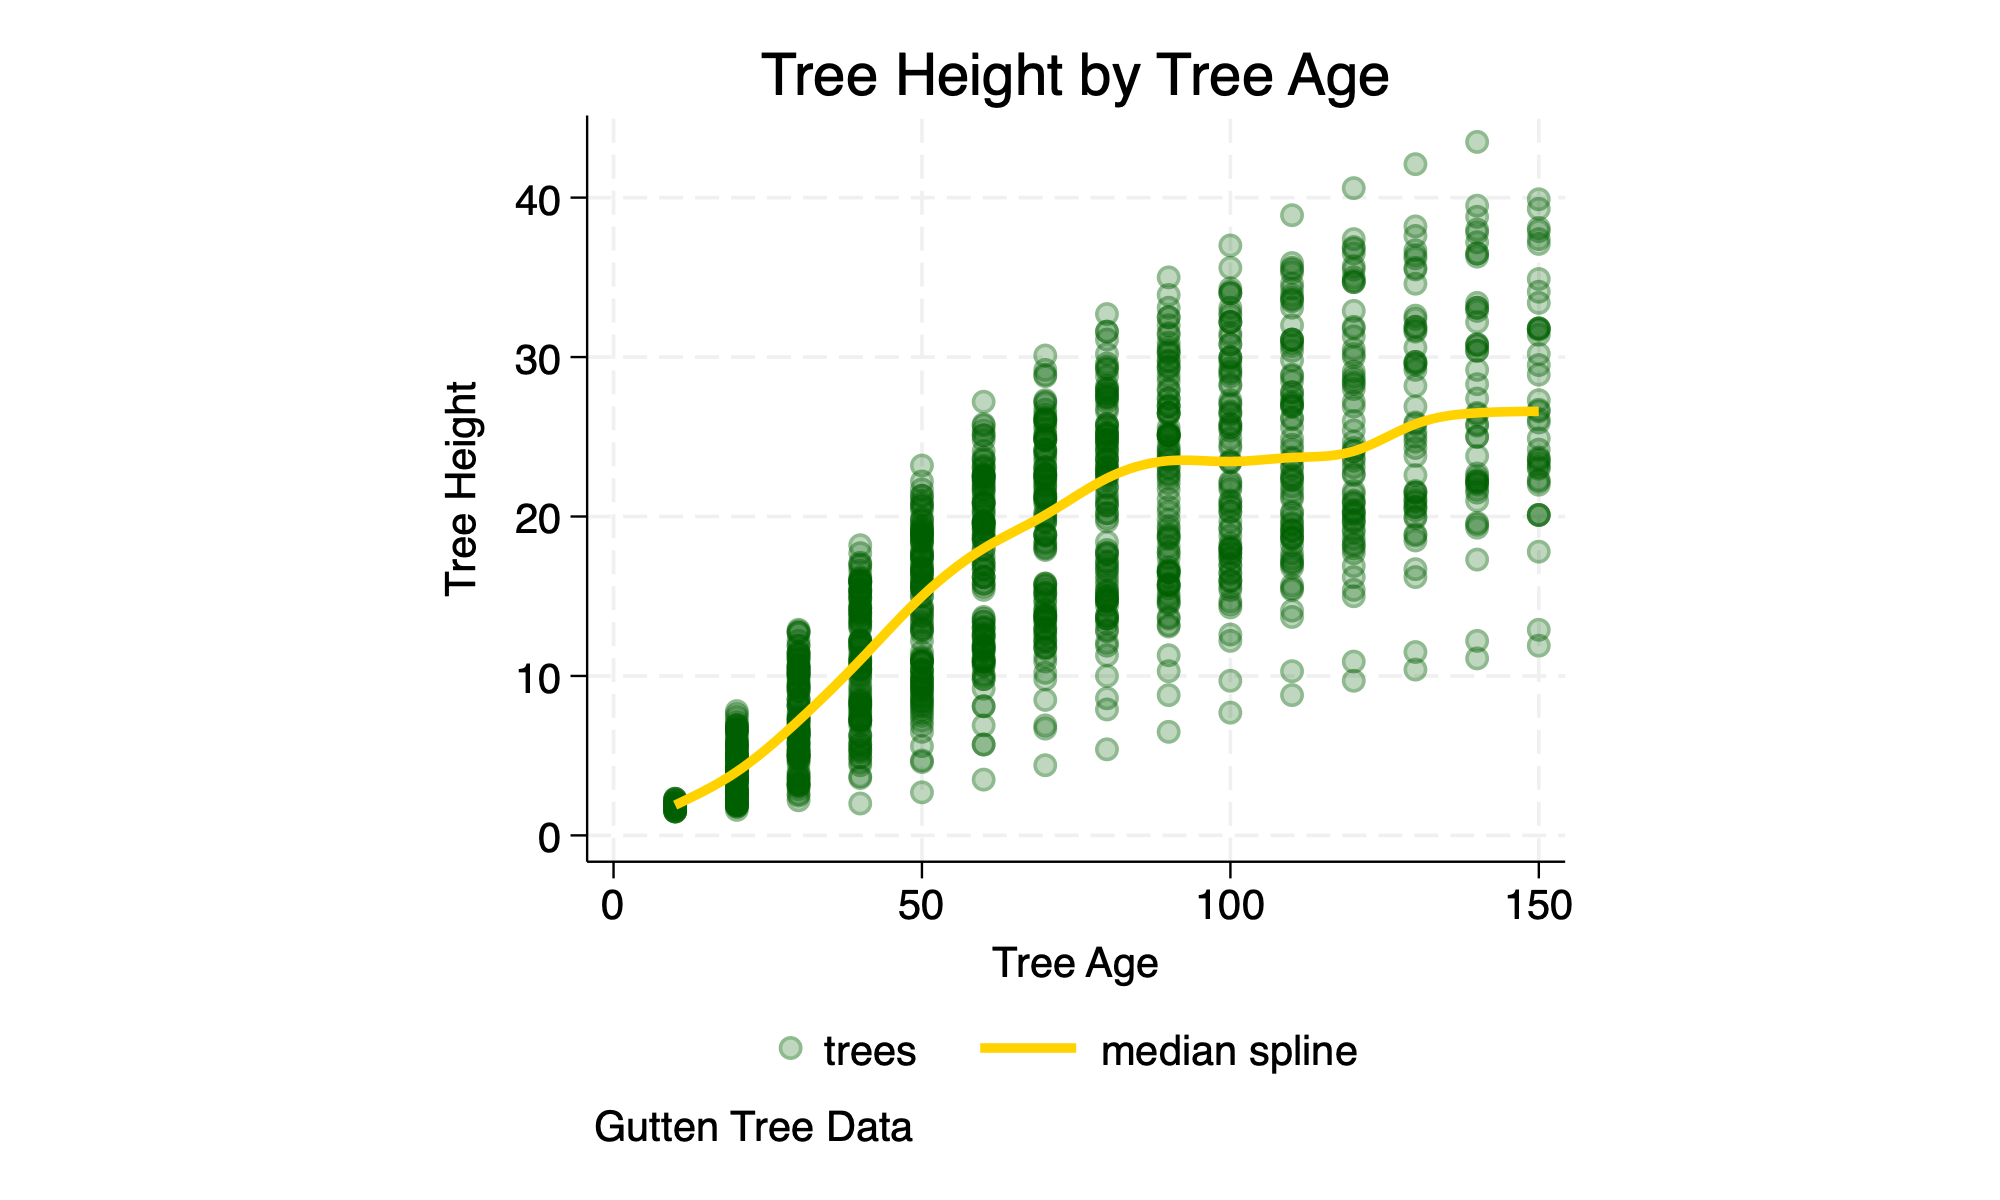 Tree Height by Tree Age
Tree Height
40
30
20
10
0
0 50 100 150
Tree Age
trees median spline
Gutten Tree Data